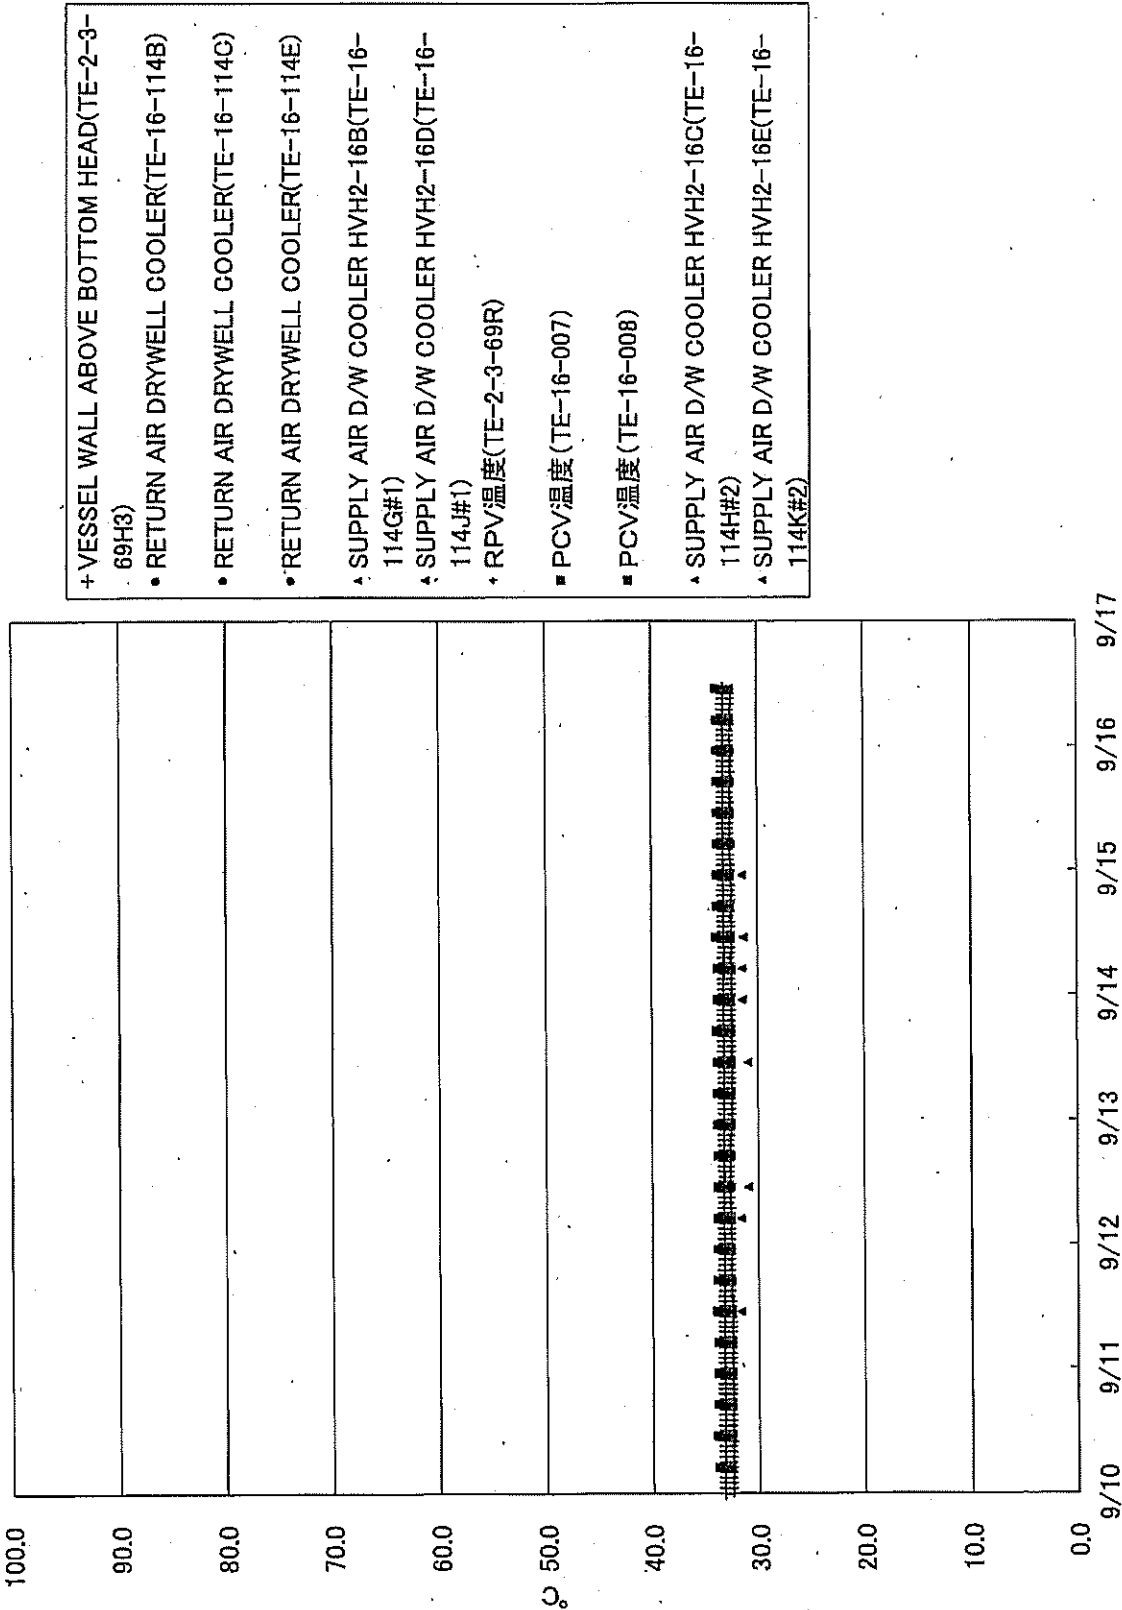 100.0
90.0
80.0
70.0
60.0
50.0
40.0
30.0
20.0
10.0
0.0
℃
9/10
9/11
9/12
9/13
9/14
9/15
9/16
9/17
+ VESSEL WALL ABOVE BOTTOM HEAD(TE-2-3-
69H3)
● RETURN AIR DRYWELL COOLER(TE-16-114B)
● RETURN AIR DRYWELL COOLER(TE-16-114C)
● RETURN AIR DRYWELL COOLER(TE-16-114E)
▲ SUPPLY AIR D/W COOLER HVH2-16B(TE-16-
114G#1)
▲ SUPPLY AIR D/W COOLER HVH2-16D(TE-16-
114J#1)
+ RPV温度(TE-2-3-69R)
■ PCV温度(TE-16-007)
■ PCV温度(TE-16-008)
▲ SUPPLY AIR D/W COOLER HVH2-16C(TE-16-
114H#2)
▲ SUPPLY AIR D/W COOLER HVH2-16E(TE-16-
114K#2)